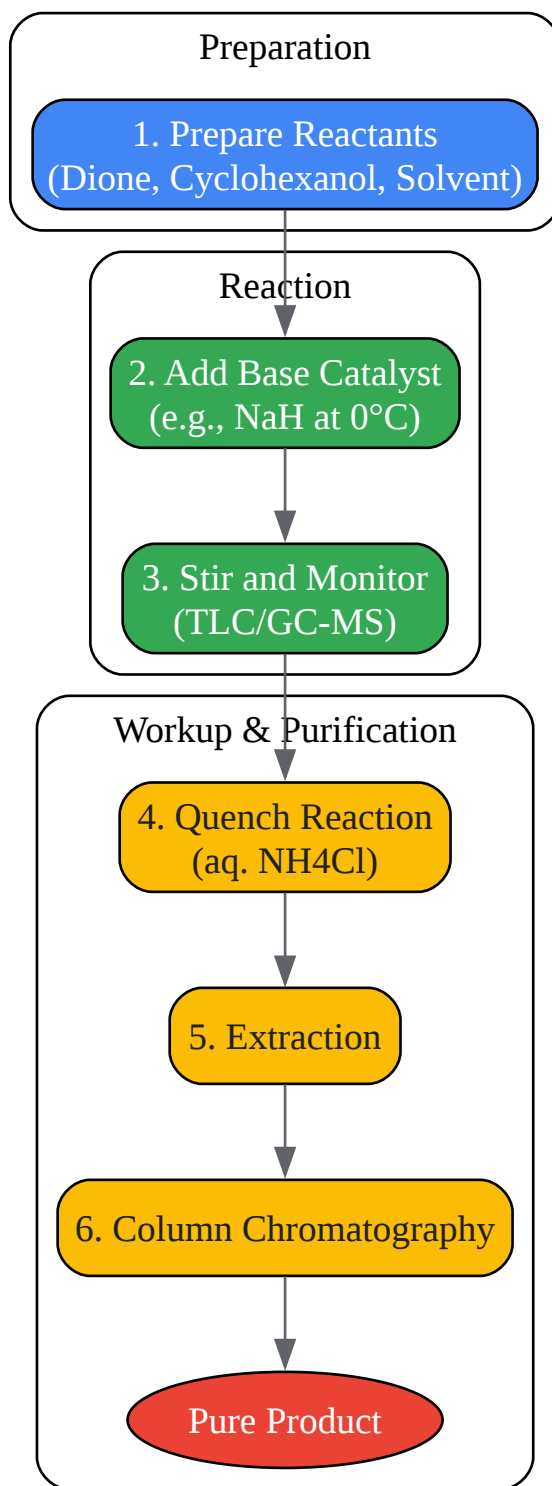 Preparation
1. Prepare Reactants
(Dione, Cyclohexanol, Solvent)
Reaction
2. Add Base Catalyst
(e.g., NaH at 0°C)
3. Stir and Monitor
(TLC/GC-MS)
Workup & Purification
4. Quench Reaction
(aq. NH4Cl)
5. Extraction
6. Column Chromatography
Pure Product